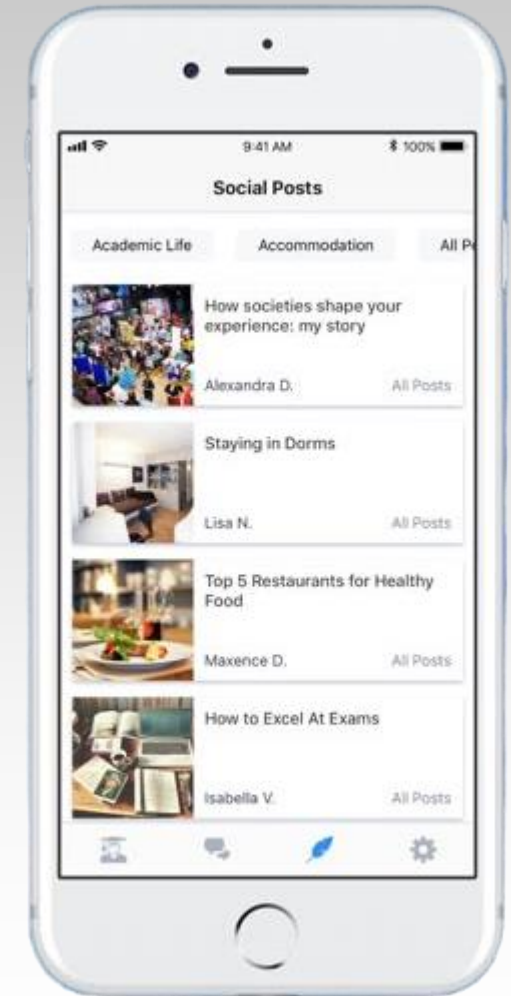 9:41 AM
100%
Social Posts
Academic Life
Accommodation
All Po
How societies shape your
experience: my story
Alexandra D.
All Posts
Staying in Dorms
Lisa N.
All Posts
Top 5 Restaurants for Healthy
Food
Maxence D.
All Posts
How to Excel At Exams
Isabella V.
All Posts